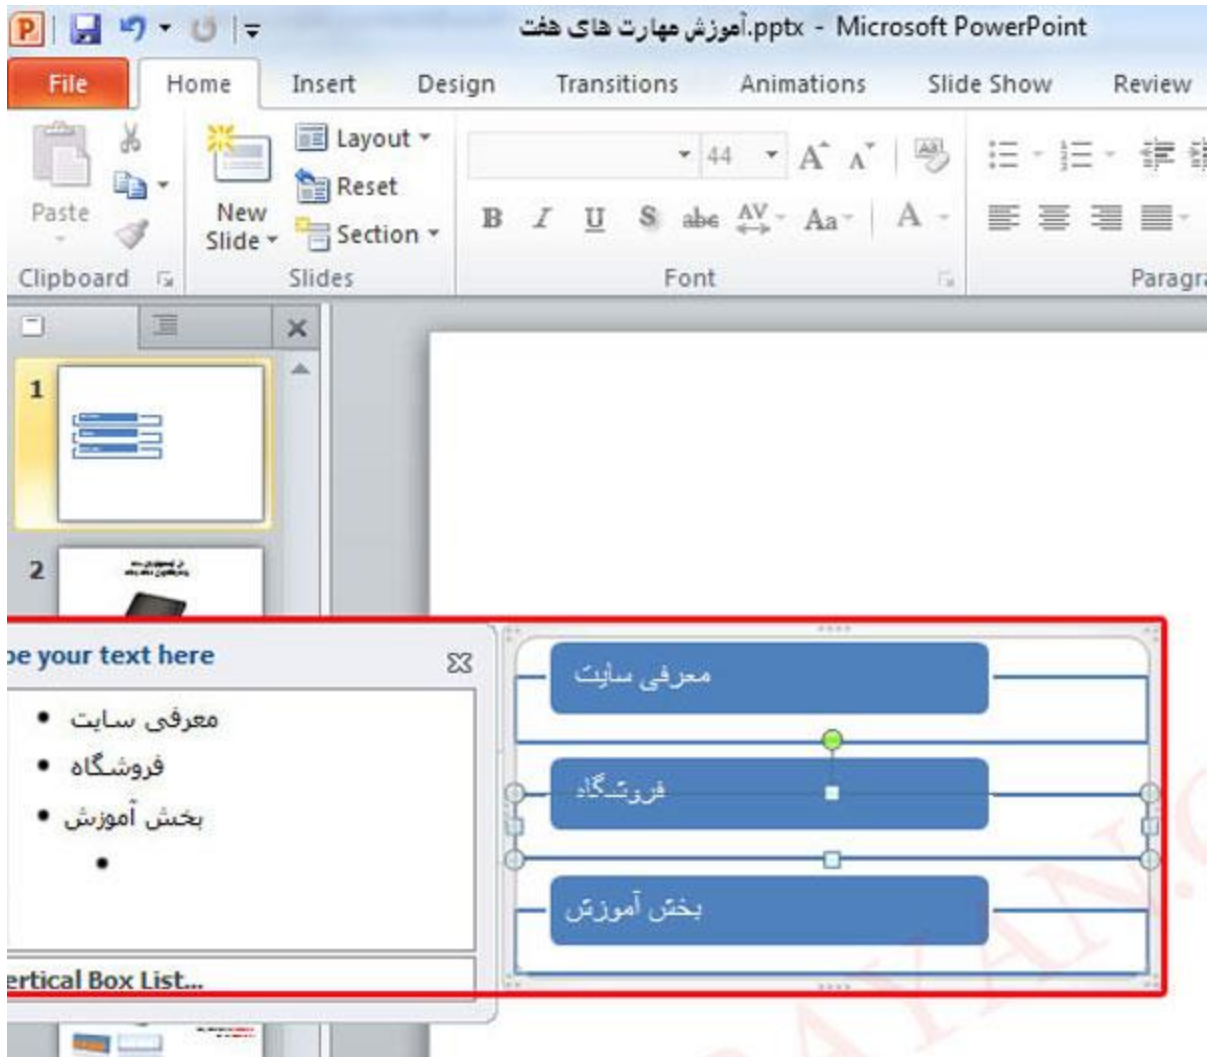 آموزش مهارت های هفت.pptx - Microsoft PowerPoint
File Home Insert Design Transitions Animations Slide Show Review
Paste
New Slide
Layout
Reset
Section
44
B I U S abc AV Aa A
Clipboard Slides Font Paragra
1
2
pe your text here
• معرفی سایت
• فروشگاه
• بخش آموزش
•
ertical Box List...
معرفی سایت
فروشگاه
بخش آموزش